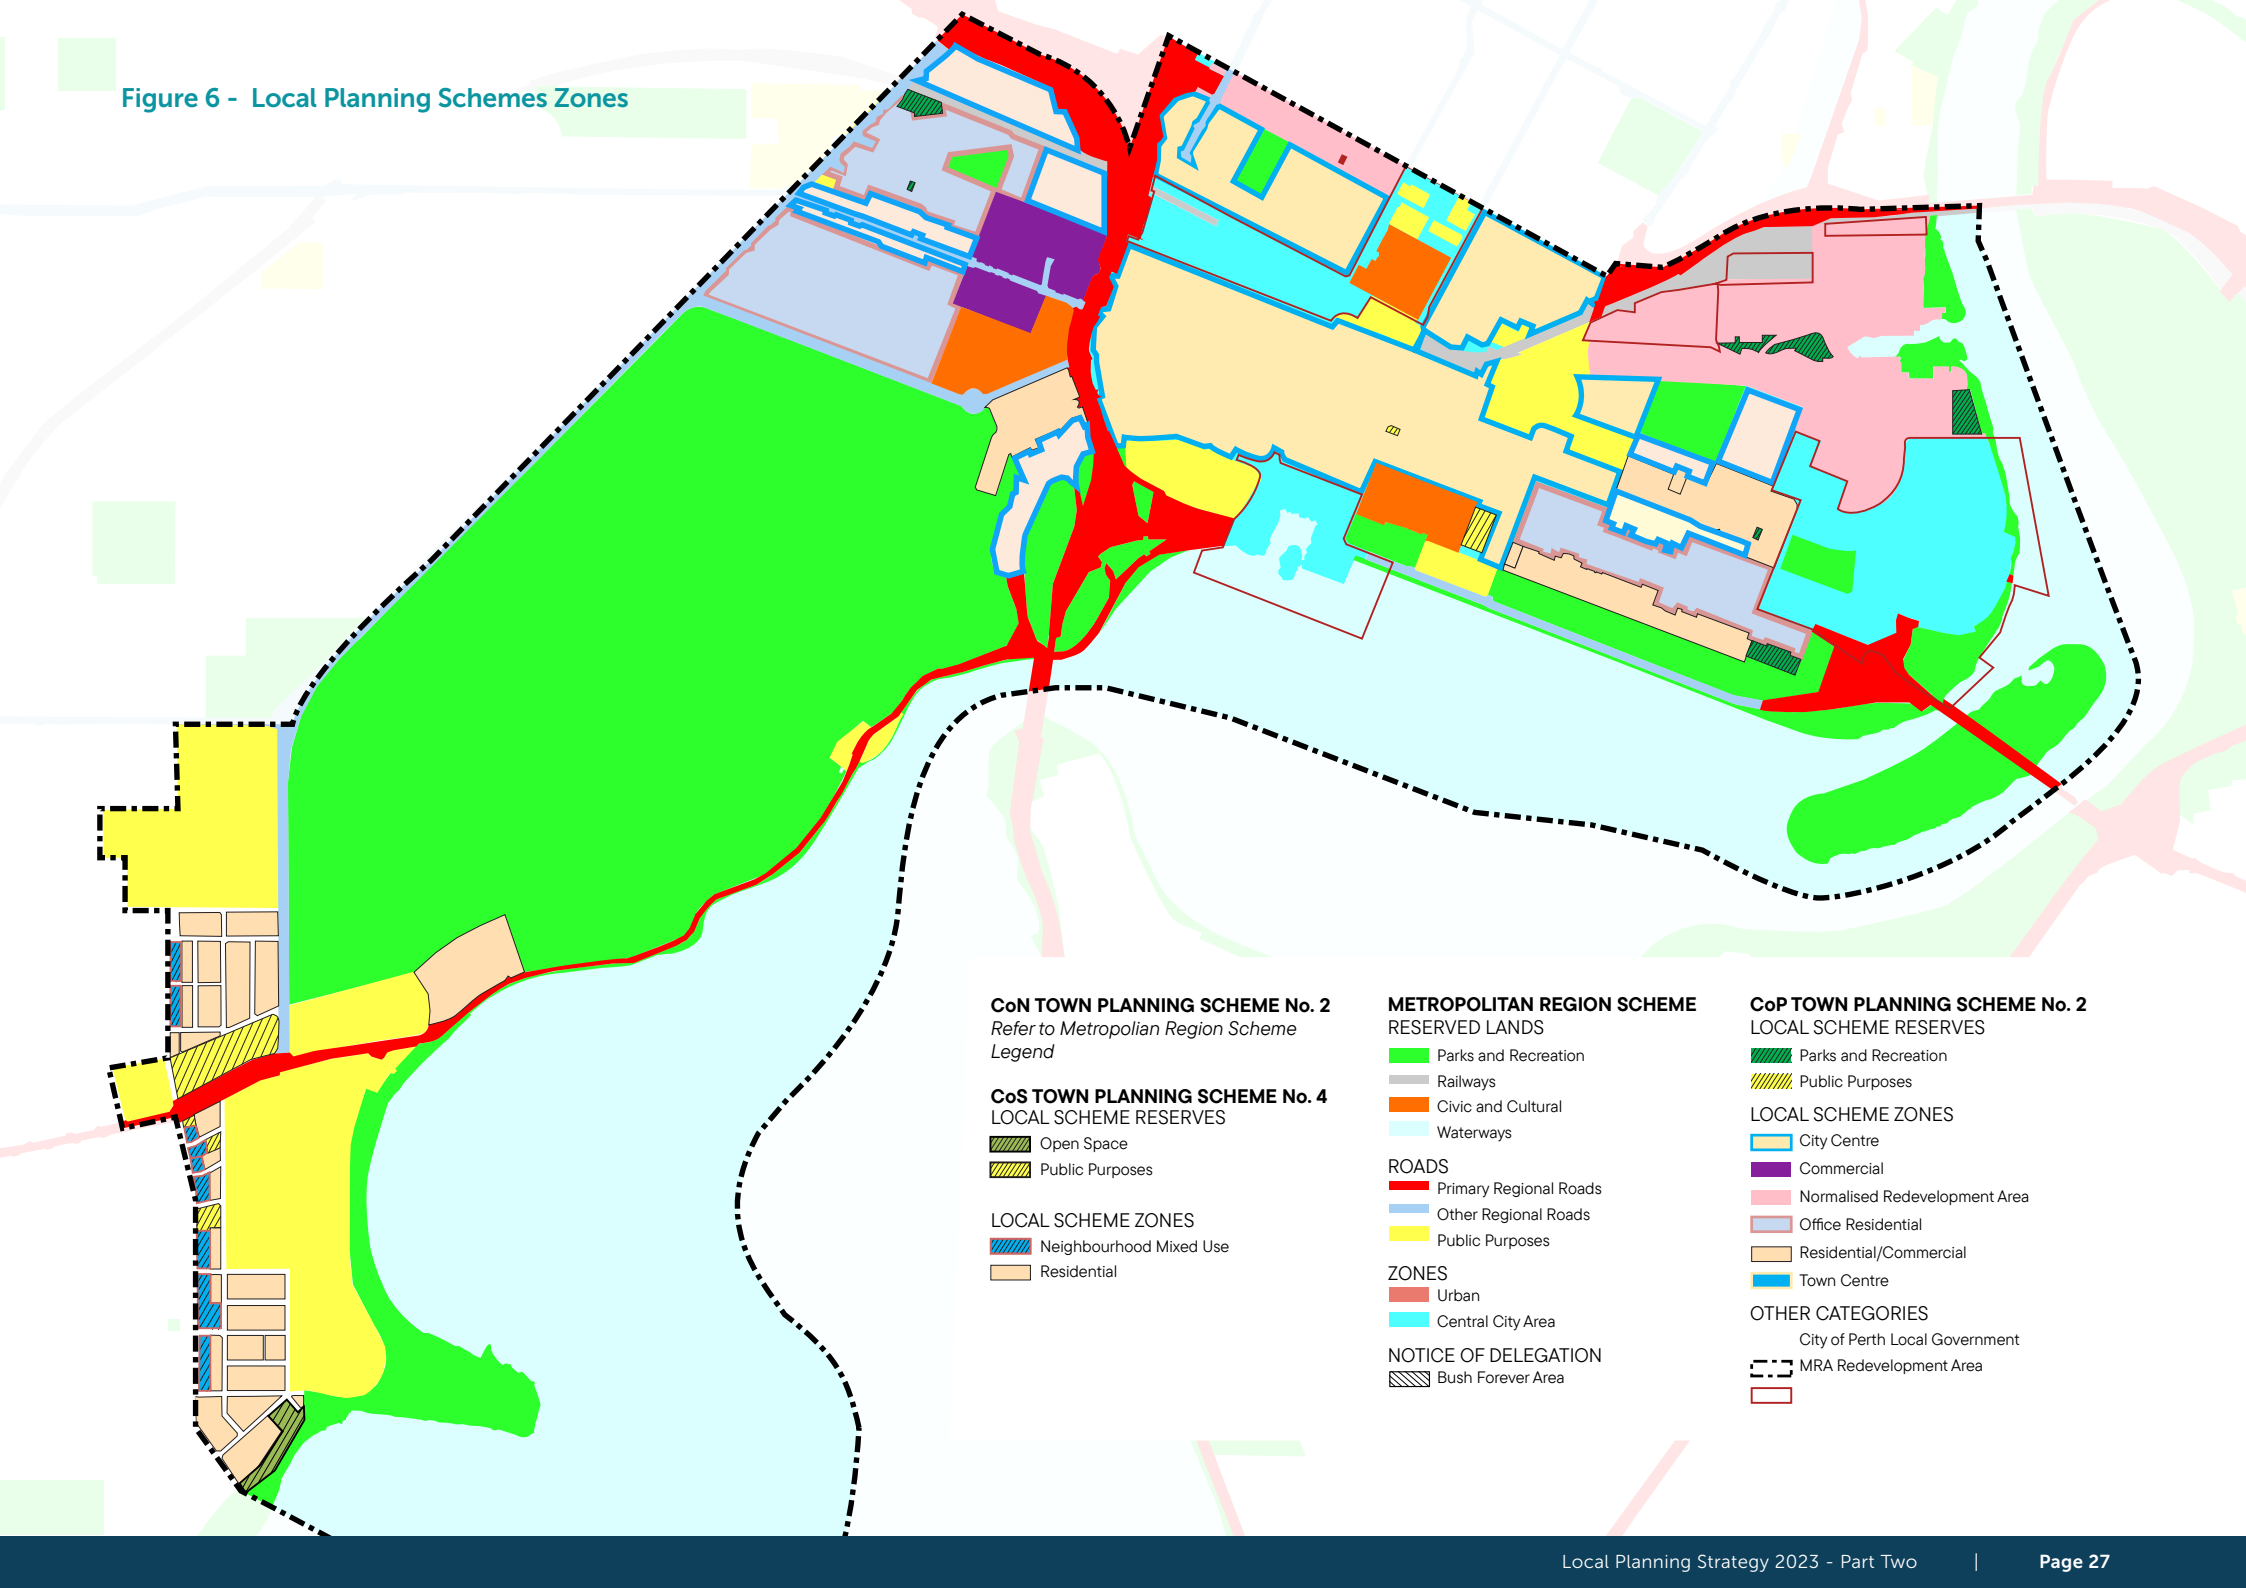 Figure 6 - Local Planning Schemes Zones
CoN TOWN PLANNING SCHEME No. 2
Refer to Metropolian Region Scheme
Legend
CoS TOWN PLANNING SCHEME No. 4
LOCAL SCHEME RESERVES
Open Space
Public Purposes
LOCAL SCHEME ZONES
Neighbourhood Mixed Use
Residential
METROPOLITAN REGION SCHEME
RESERVED LANDS
Parks and Recreation
Railways
Civic and Cultural
Waterways
ROADS
Primary Regional Roads
Other Regional Roads
Public Purposes
ZONES
Urban
Central City Area
NOTICE OF DELEGATION
Bush Forever Area
CoP TOWN PLANNING SCHEME No. 2
LOCAL SCHEME RESERVES
Parks and Recreation
Public Purposes
LOCAL SCHEME ZONES
City Centre
Commercial
Normalised Redevelopment Area
Office Residential
Residential/Commercial
Town Centre
OTHER CATEGORIES
City of Perth Local Government
MRA Redevelopment Area
Local Planning Strategy 2023 - Part Two | Page 27